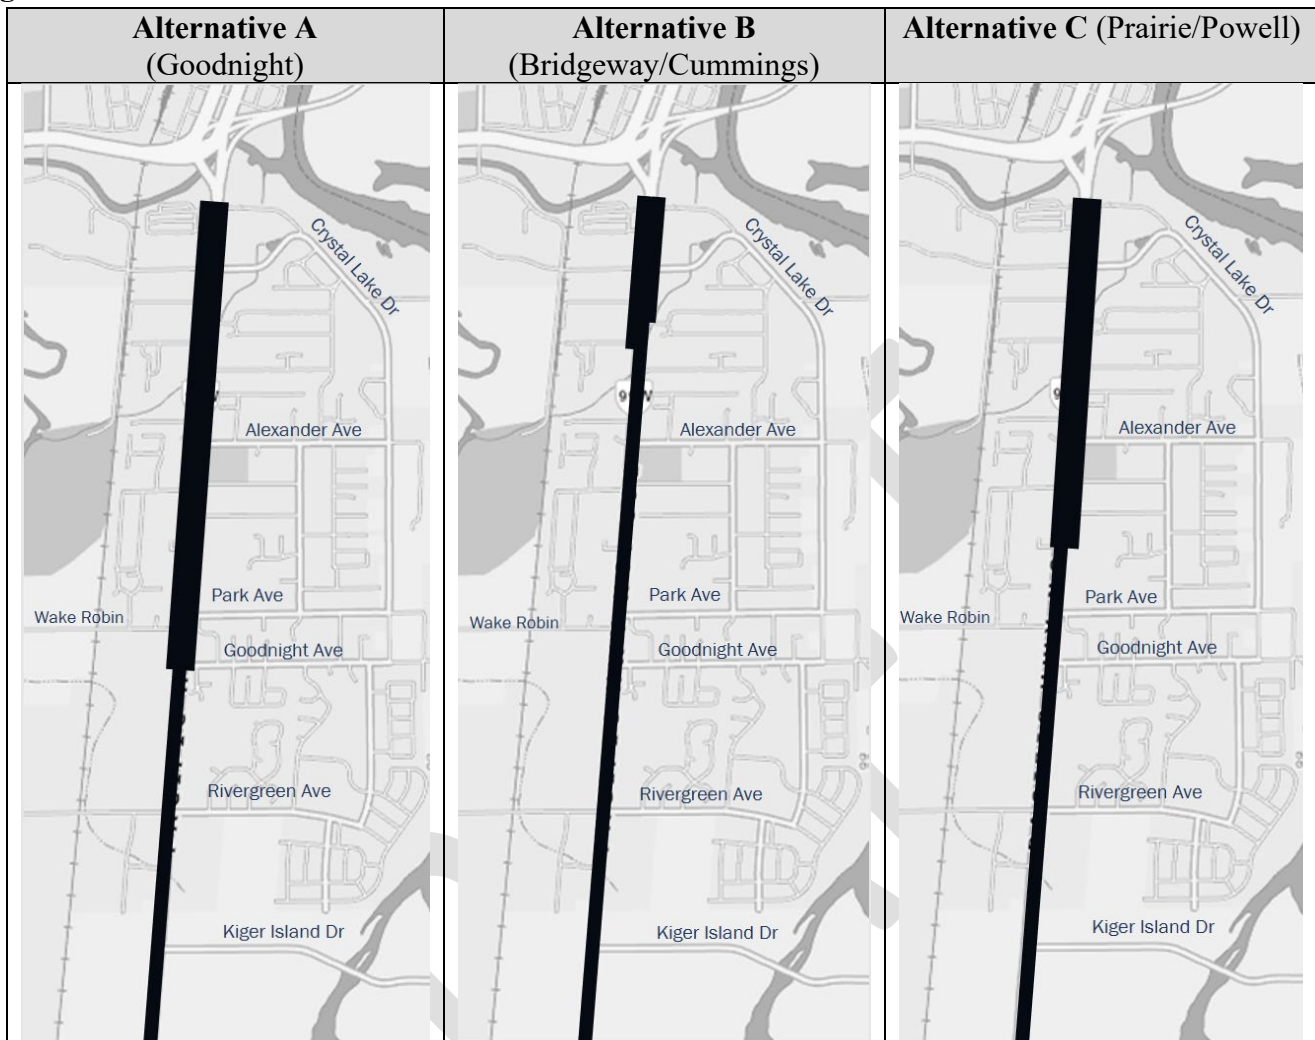 Alternative A
(Goodnight)
Alternative B
(Bridgeway/Cummings)
Alternative C (Prairie/Powell)
Crystal Lake Dr
Alexander Ave
Park Ave
Wake Robin
Goodnight Ave
Rivergreen Ave
Kiger Island Dr
Crystal Lake Dr
Alexander Ave
Park Ave
Wake Robin
Goodnight Ave
Rivergreen Ave
Kiger Island Dr
Crystal Lake Dr
Alexander Ave
Park Ave
Wake Robin
Goodnight Ave
Rivergreen Ave
Kiger Island Dr